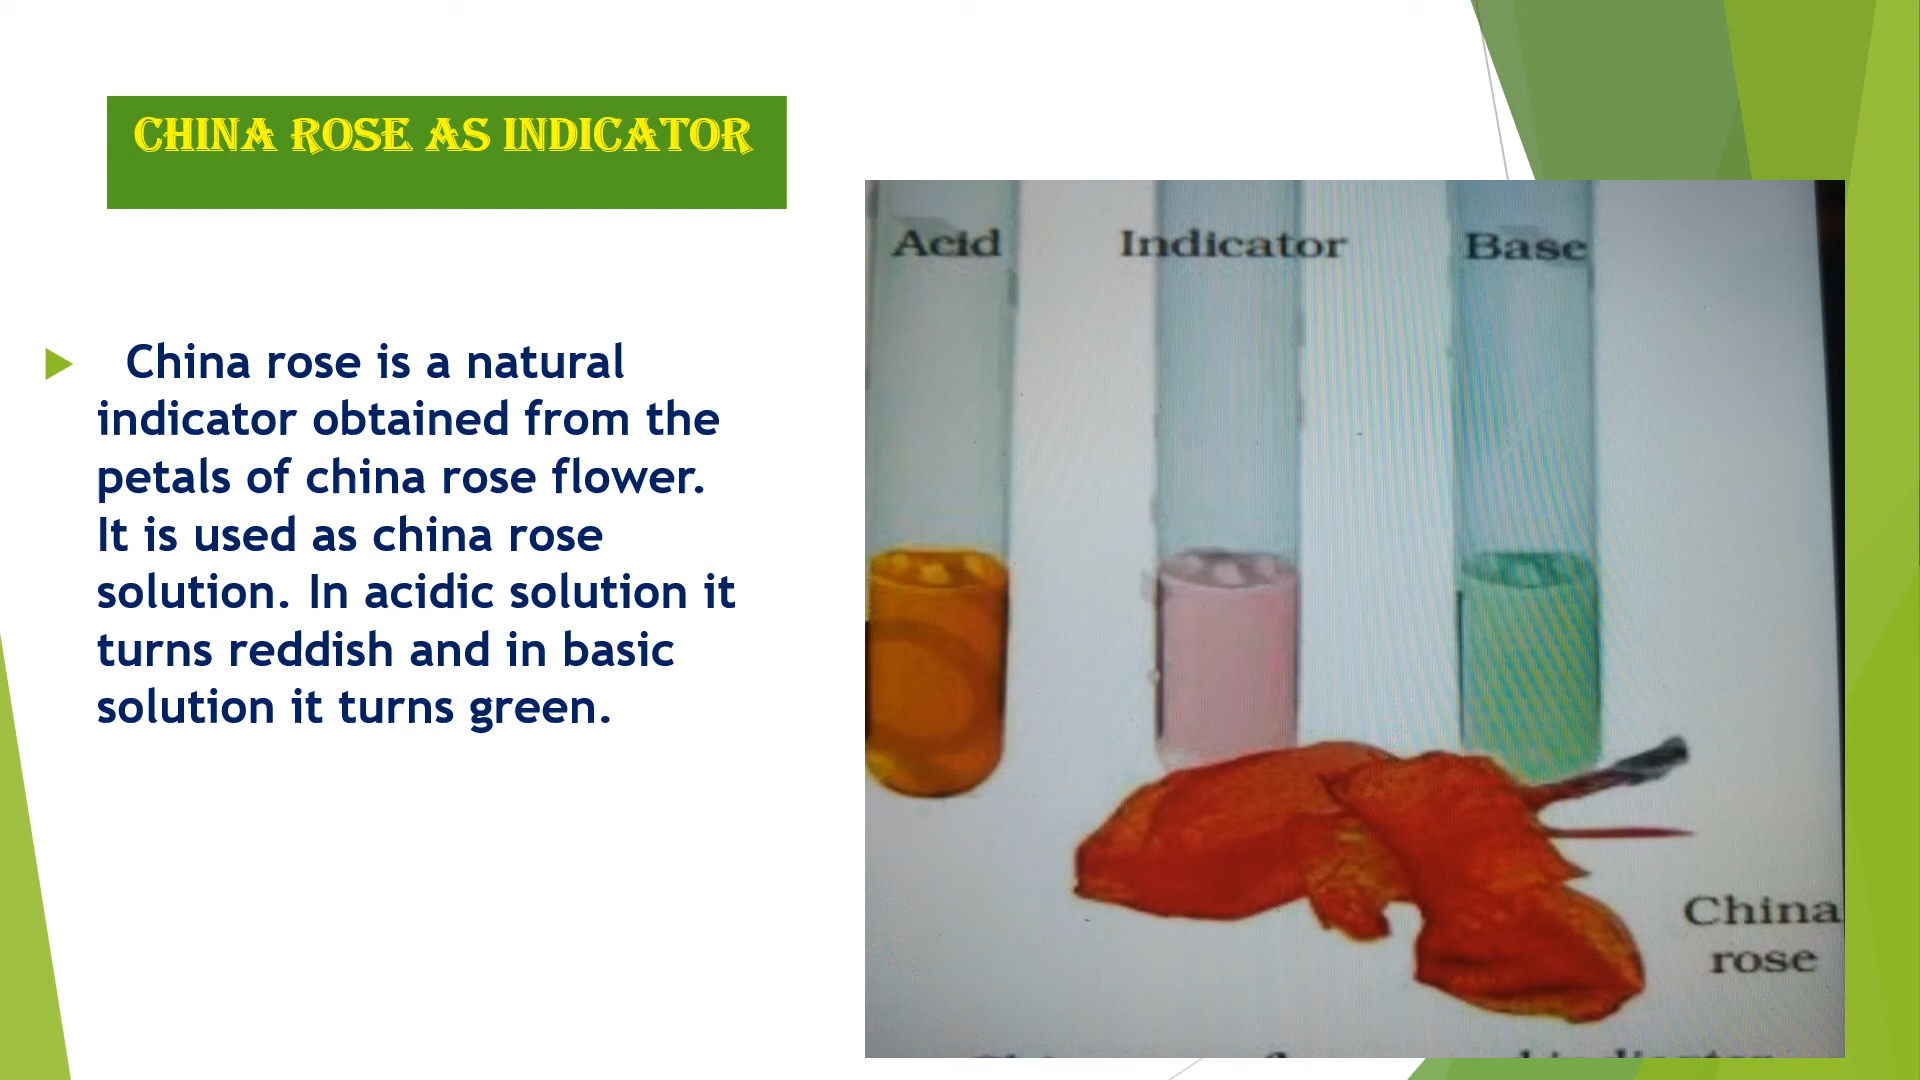 CHINA ROSE AS INDICATOR
China rose is a natural
indicator obtained from the
petals of china rose flower.
It is used as china rose
solution. In acidic solution it
turns reddish and in basic
solution it turns green.
Acid Indicator Base
China
rose